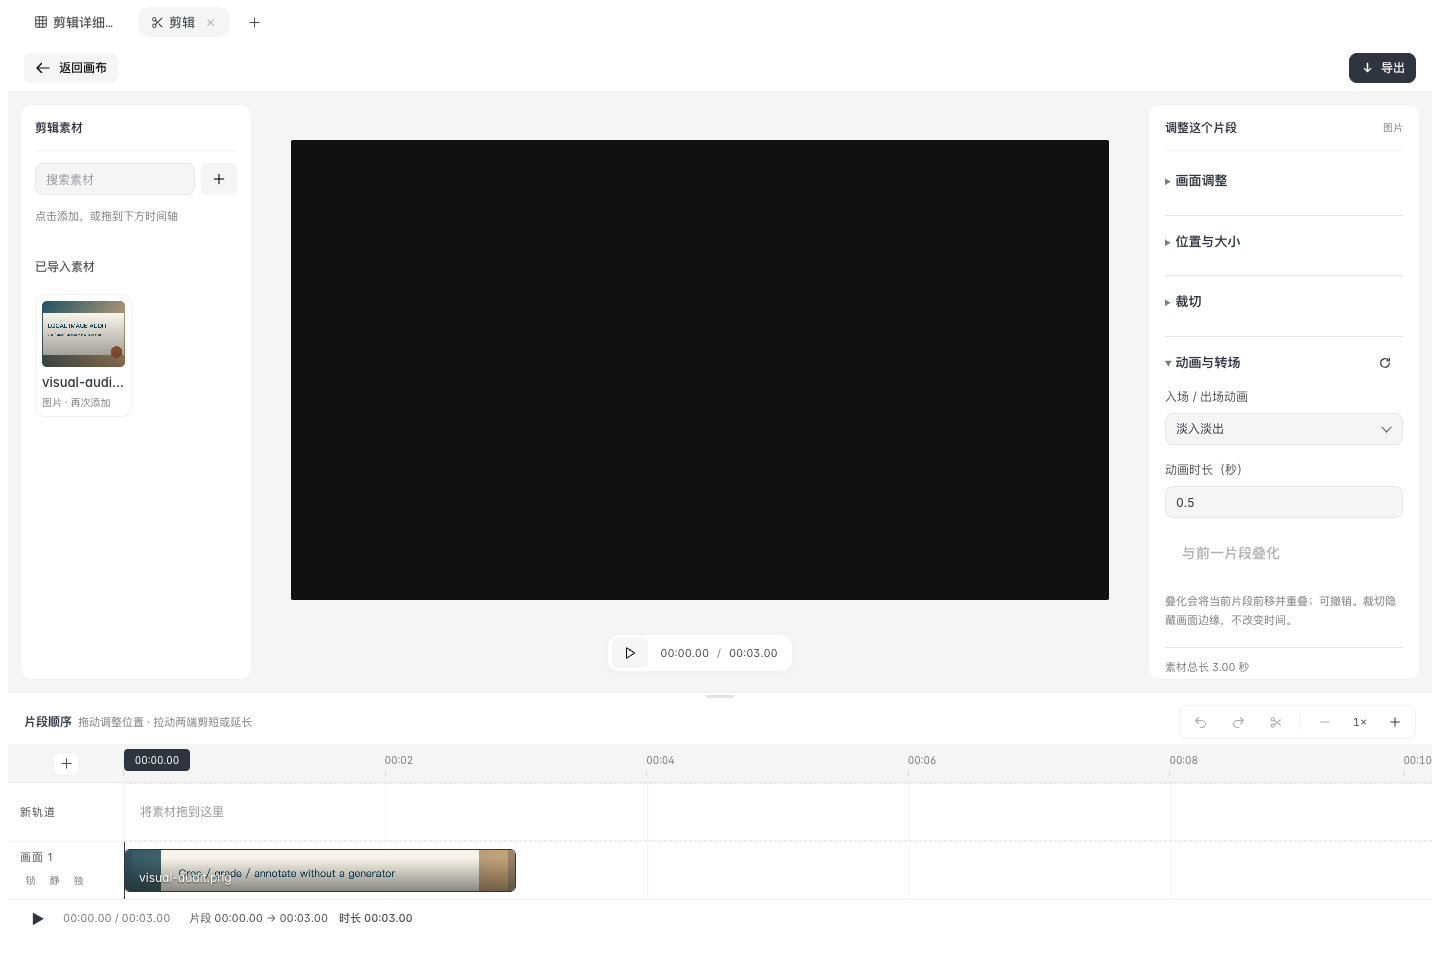 剪辑详细...
剪辑
返回画布
导出
剪辑素材
搜索素材
点击添加，或拖到下方时间轴
已导入素材
LOCAL IMAGE AUDIT
visual-audi...
图片 · 再次添加
00:00.00 / 00:03.00
调整这个片段
图片
画面调整
位置与大小
裁切
动画与转场
入场 / 出场动画
淡入淡出
动画时长（秒）
0.5
与前一片段叠化
叠化会将当前片段前移并重叠；可撤销。裁切隐
藏画面边缘，不改变时间。
素材总长 3.00 秒
片段顺序 拖动调整位置 · 拉动两端剪短或延长
1×
00:00.00
00:02
00:04
00:06
00:08
00:10
新轨道
将素材拖到这里
画面 1
锁 静 独
Crop / grade / annotate without a generator
visual-audit.png
00:00.00 / 00:03.00
片段 00:00.00 → 00:03.00
时长 00:03.00